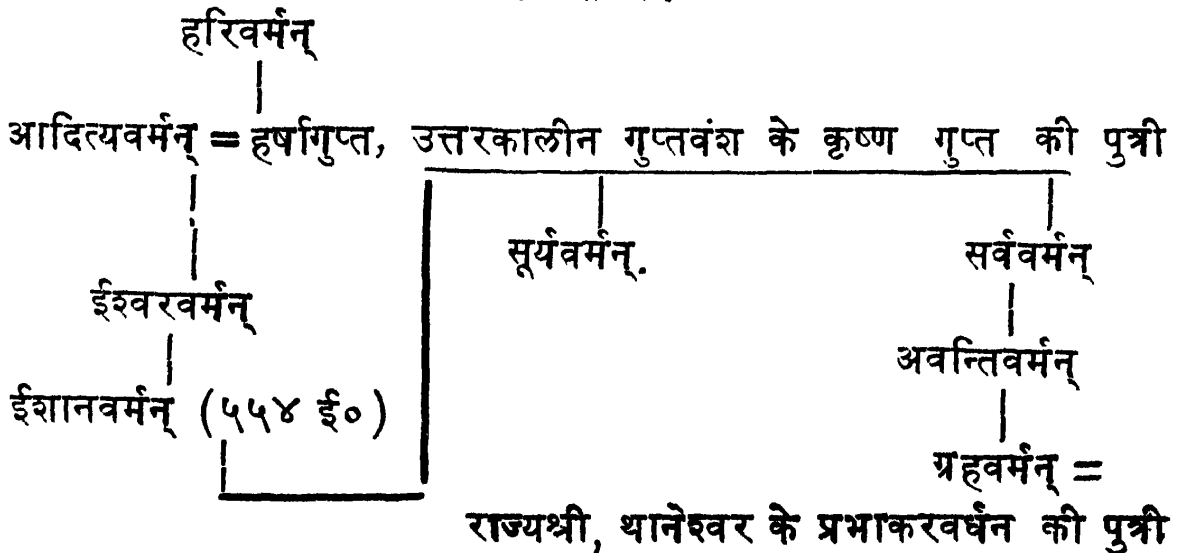 हरिवर्मन्
आदित्यवर्मन् = हर्षागुप्त, उत्तरकालीन गुप्तवंश के कृष्ण गुप्त की पुत्री
सूर्यवर्मन्. सर्ववर्मन्
ईश्वरवर्मन्
अवन्तिवर्मन्
ईशानवर्मन् (५५४ ई०)
ग्रहवर्मन् =
राज्यश्री, थानेश्वर के प्रभाकरवर्धन की पुत्री